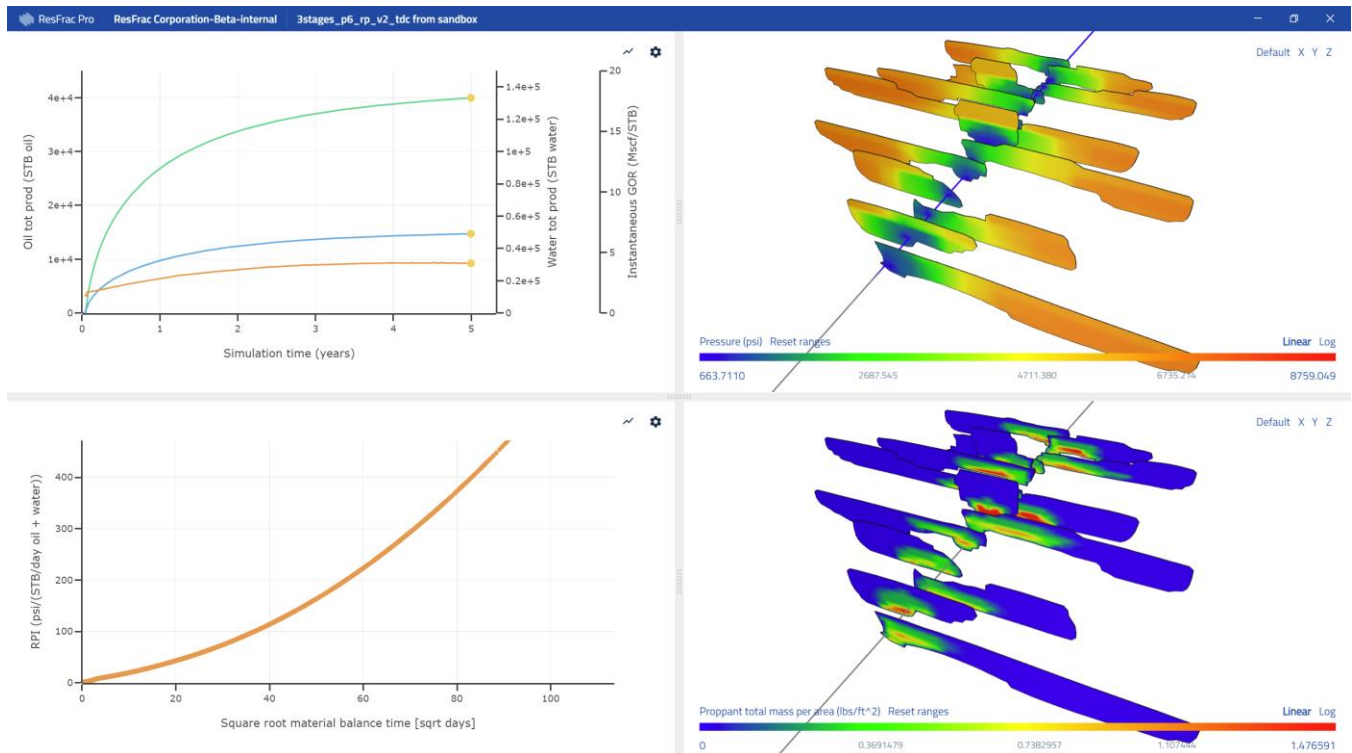 ResFrac Pro ResFrac Corporation-Beta-internal 3stages_p6_rp_v2_tdc from sandbox
Oil tot prod (STB oil)
4e+4
3e+4
2e+4
1e+4
0
1.4e+5
1.2e+5
1e+5
0.8e+5
0.6e+5
0.4e+5
0.2e+5
0
Water tot prod (STB water)
20
15
10
5
0
Instantaneous GOR (Mscf/STB)
0 1 2 3 4 5
Simulation time (years)
Default X Y Z
Pressure (psi) Reset ranges Linear Log
663.7110 2687.545 4711.380 6735.214 8759.049
RPI (psi/(STB/day oil + water))
400
300
200
100
0
0 20 40 60 80 100
Square root material balance time [sqrt days]
Default X Y Z
Proppant total mass per area (lbs/ft^2) Reset ranges Linear Log
0 0.3691479 0.7382957 1.107444 1.476591